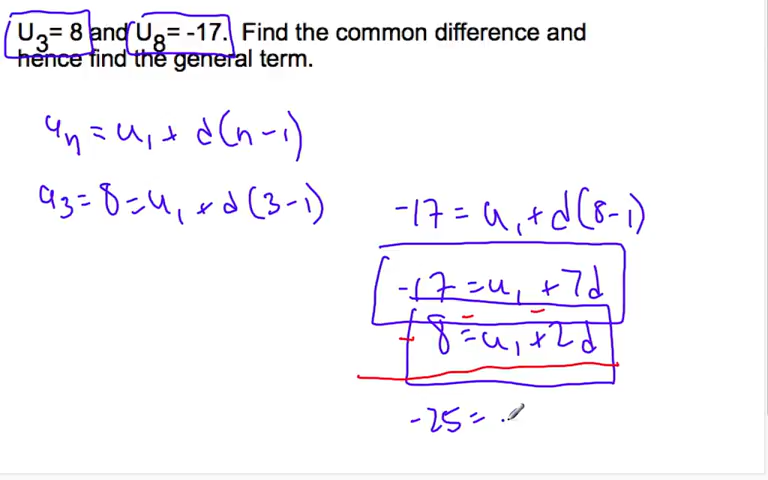 U₃= 8 and U₈= -17. Find the common difference and
hence find the general term.
uₙ = u₁ + d(n-1)
u₃ = 8 = u₁ + d(3-1)
-17 = u₁ + d(8-1)
-17 = u₁ + 7d
- 8 = u₁ + 2d
-25 =